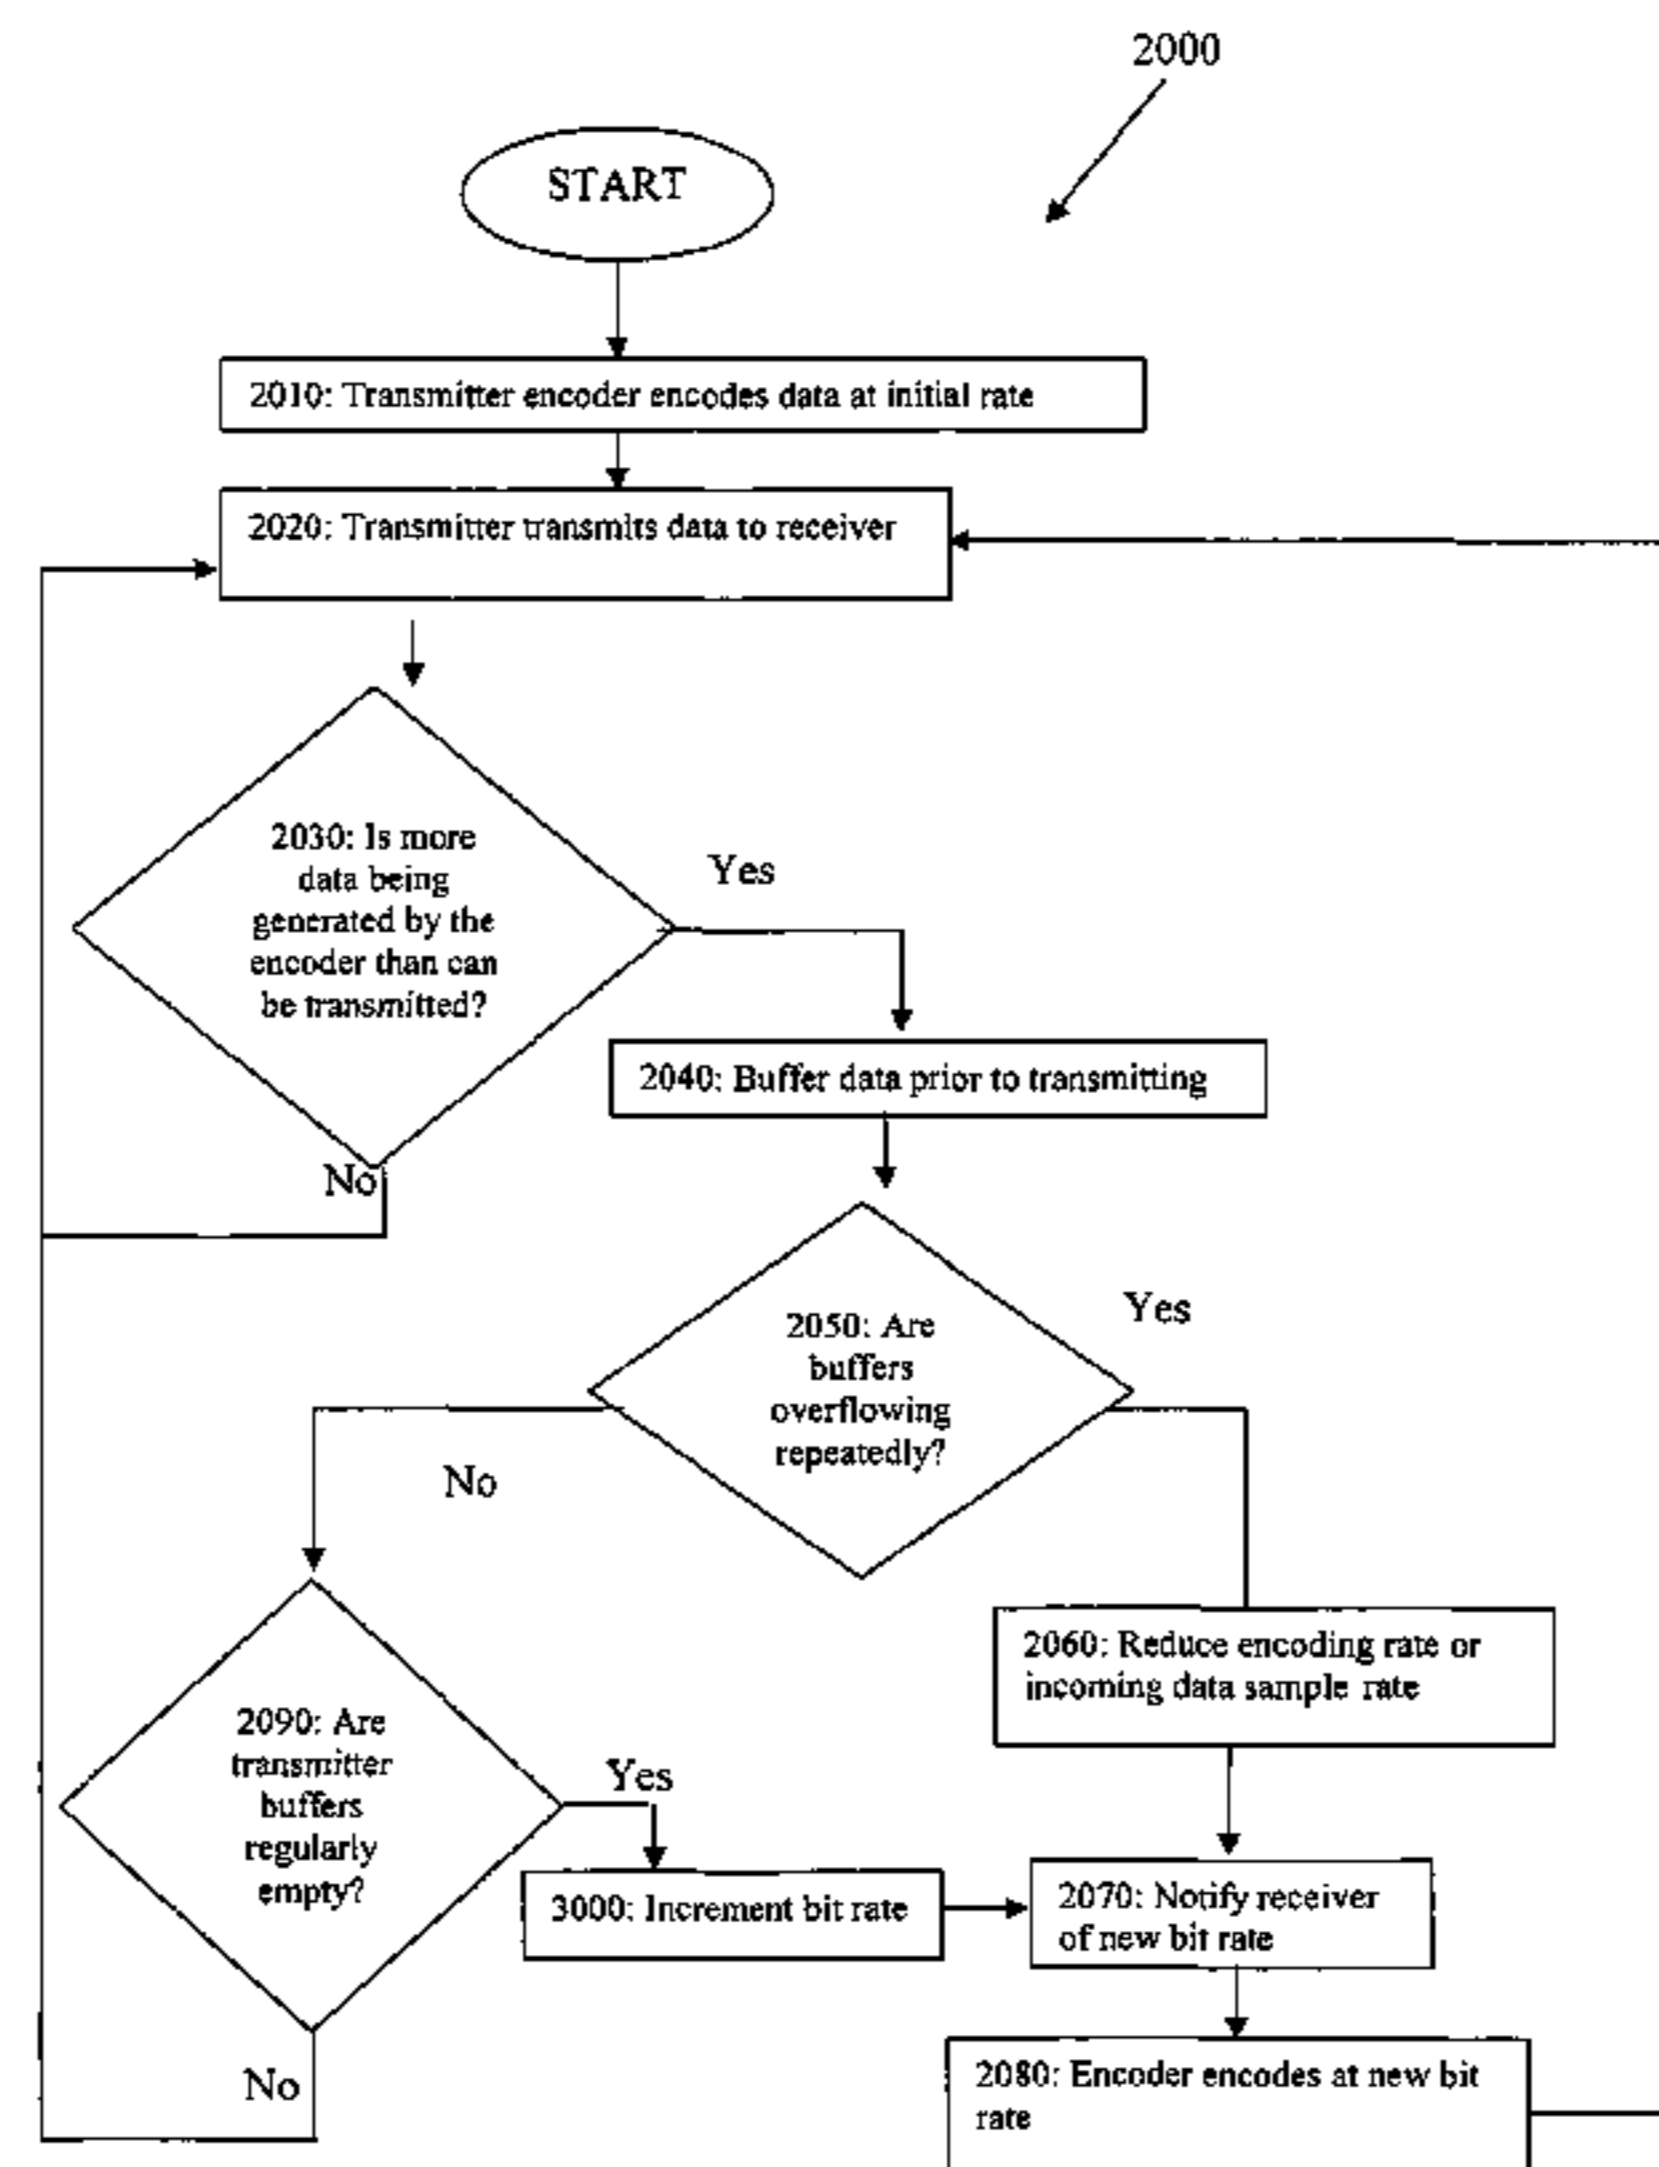 2000
START
2010: Transmitter encoder encodes data at initial rate
2020: Transmitter transmits data to receiver
2030: Is more
data being
generated by the
encoder than can
be transmitted?
Yes
No
2040: Buffer data prior to transmitting
2050: Are
buffers
overflowing
repeatedly?
Yes
No
2060: Reduce encoding rate or
incoming data sample rate
2090: Are
transmitter
buffers
regularly
empty?
Yes
No
3000: Increment bit rate
2070: Notify receiver
of new bit rate
2080: Encoder encodes at new bit
rate